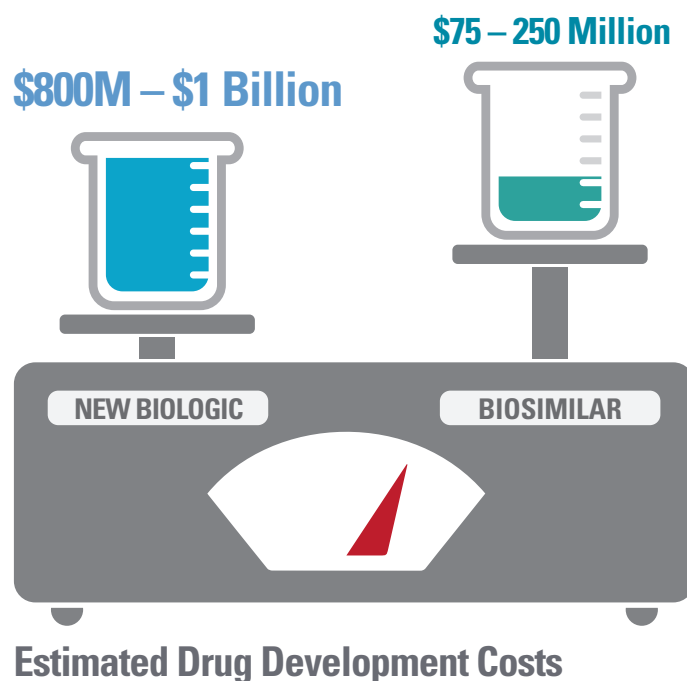 $75 – 250 Million
$800M – $1 Billion
NEW BIOLOGIC
BIOSIMILAR
Estimated Drug Development Costs